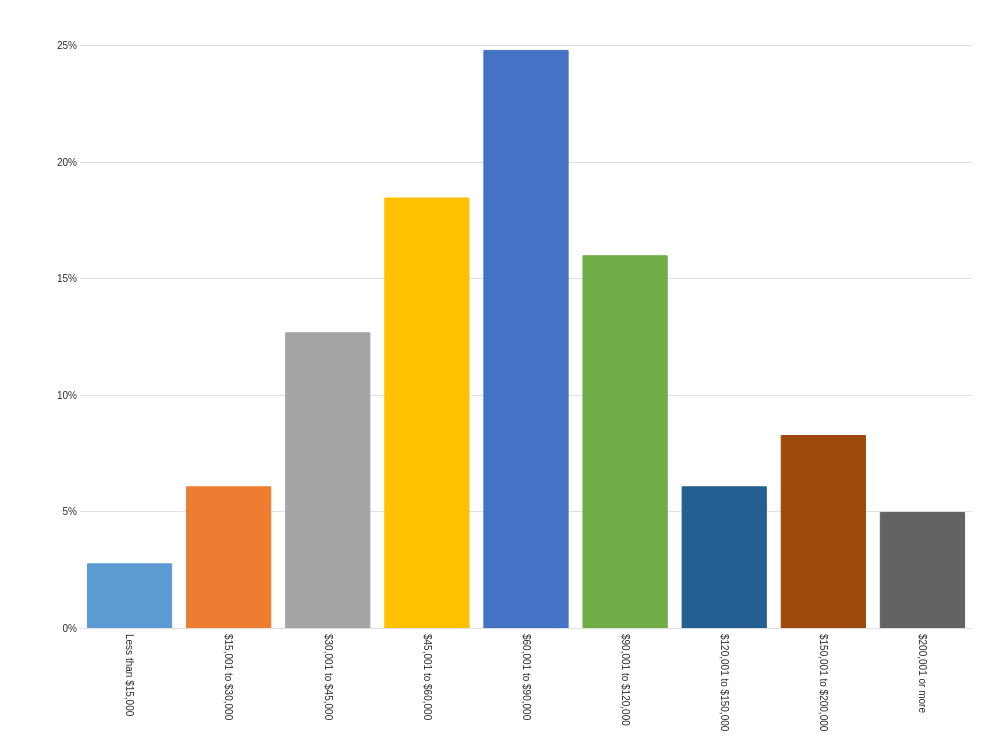 25%
20%
15%
10%
5%
0%
Less than $15,000
$15,001 to $30,000
$30,001 to $45,000
$45,001 to $60,000
$60,001 to $90,000
$90,001 to $120,000
$120,001 to $150,000
$150,001 to $200,000
$200,001 or more